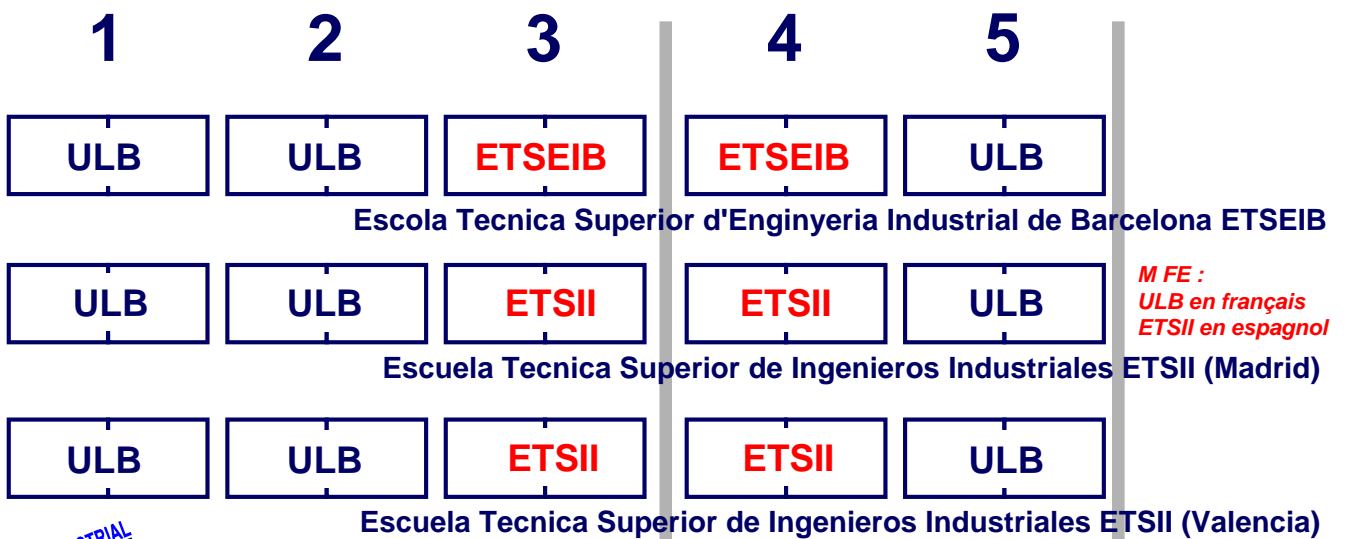 1 2 3 4 5
ULB ULB ETSEIB ETSEIB ULB
Escola Tecnica Superior d'Enginyeria Industrial de Barcelona ETSEIB
ULB ULB ETSII ETSII ULB
M FE :
ULB en français
ETSII en espagnol
Escuela Tecnica Superior de Ingenieros Industriales ETSII (Madrid)
ULB ULB ETSII ETSII ULB
Escuela Tecnica Superior de Ingenieros Industriales ETSII (Valencia)